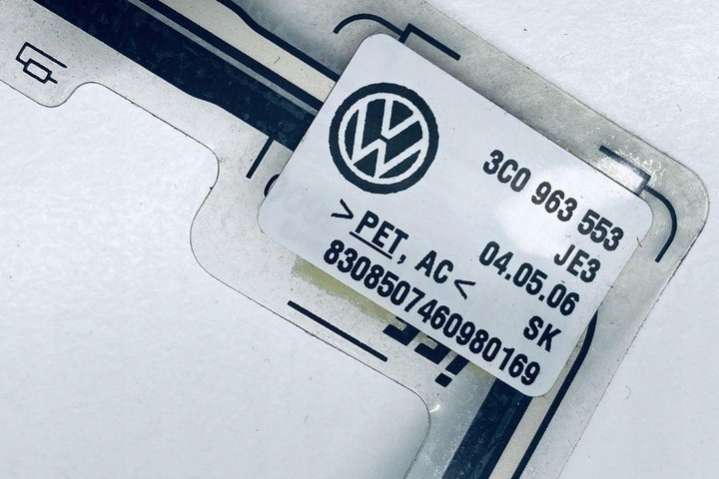 3C0 963 553
JE3
04.05.06
>PET, AC<
SK
8308507460980169